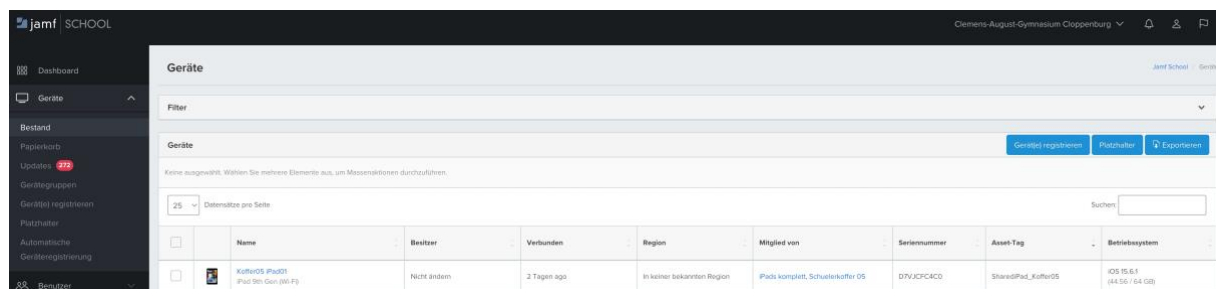 jamf SCHOOL
Clemens-August-Gymnasium Cloppenburg
Dashboard
Geräte
Bestand
Papierkorb
Updates 272
Gerätegruppen
Gerät(e) registrieren
Platzhalter
Automatische
Geräteregistrierung
Benutzer
Geräte
Jamf School / Geräte
Filter
Geräte
Gerät(e) registrieren
Platzhalter
Exportieren
Keine ausgewählt. Wählen Sie mehrere Elemente aus, um Massenaktionen durchzuführen.
25 Datensätze pro Seite
Suchen:
Name Besitzer Verbunden Region Mitglied von Seriennummer Asset-Tag Betriebssystem
Koffer05 iPad01 Nicht ändern 2 Tagen ago In keiner bekannten Region iPads komplett, Schuelerkoffer 05 D7VJCFC4C0 SharediPad_Koffer05 iOS 15.6.1
iPad 9th Gen (Wi-Fi) (44.56 / 64 GB)